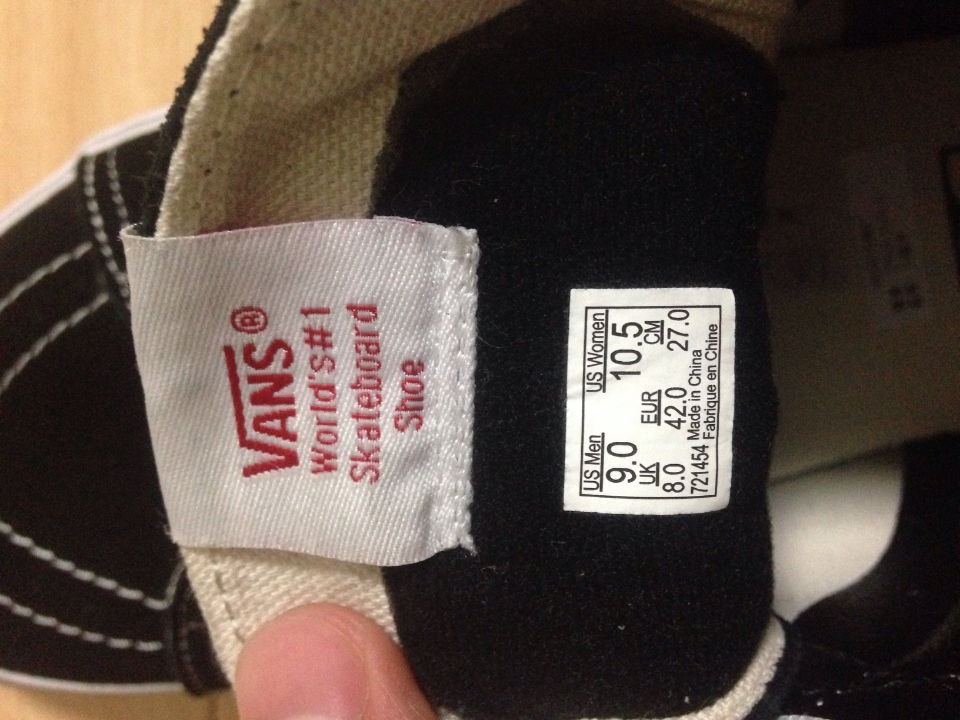 VANS®
World's#1
Skateboard
Shoe
US Men US Women
9.0 10.5
UK EUR CM
8.0 42.0 27.0
721454 Made in China
Fabrique en Chine